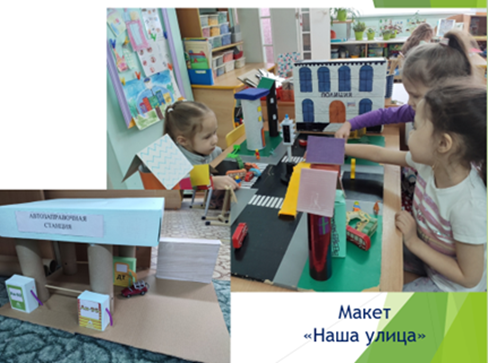 ПОЛИЦИЯ
АВТОЗАПРАВОЧНАЯ
СТАНЦИЯ
Макет
«Наша улица»